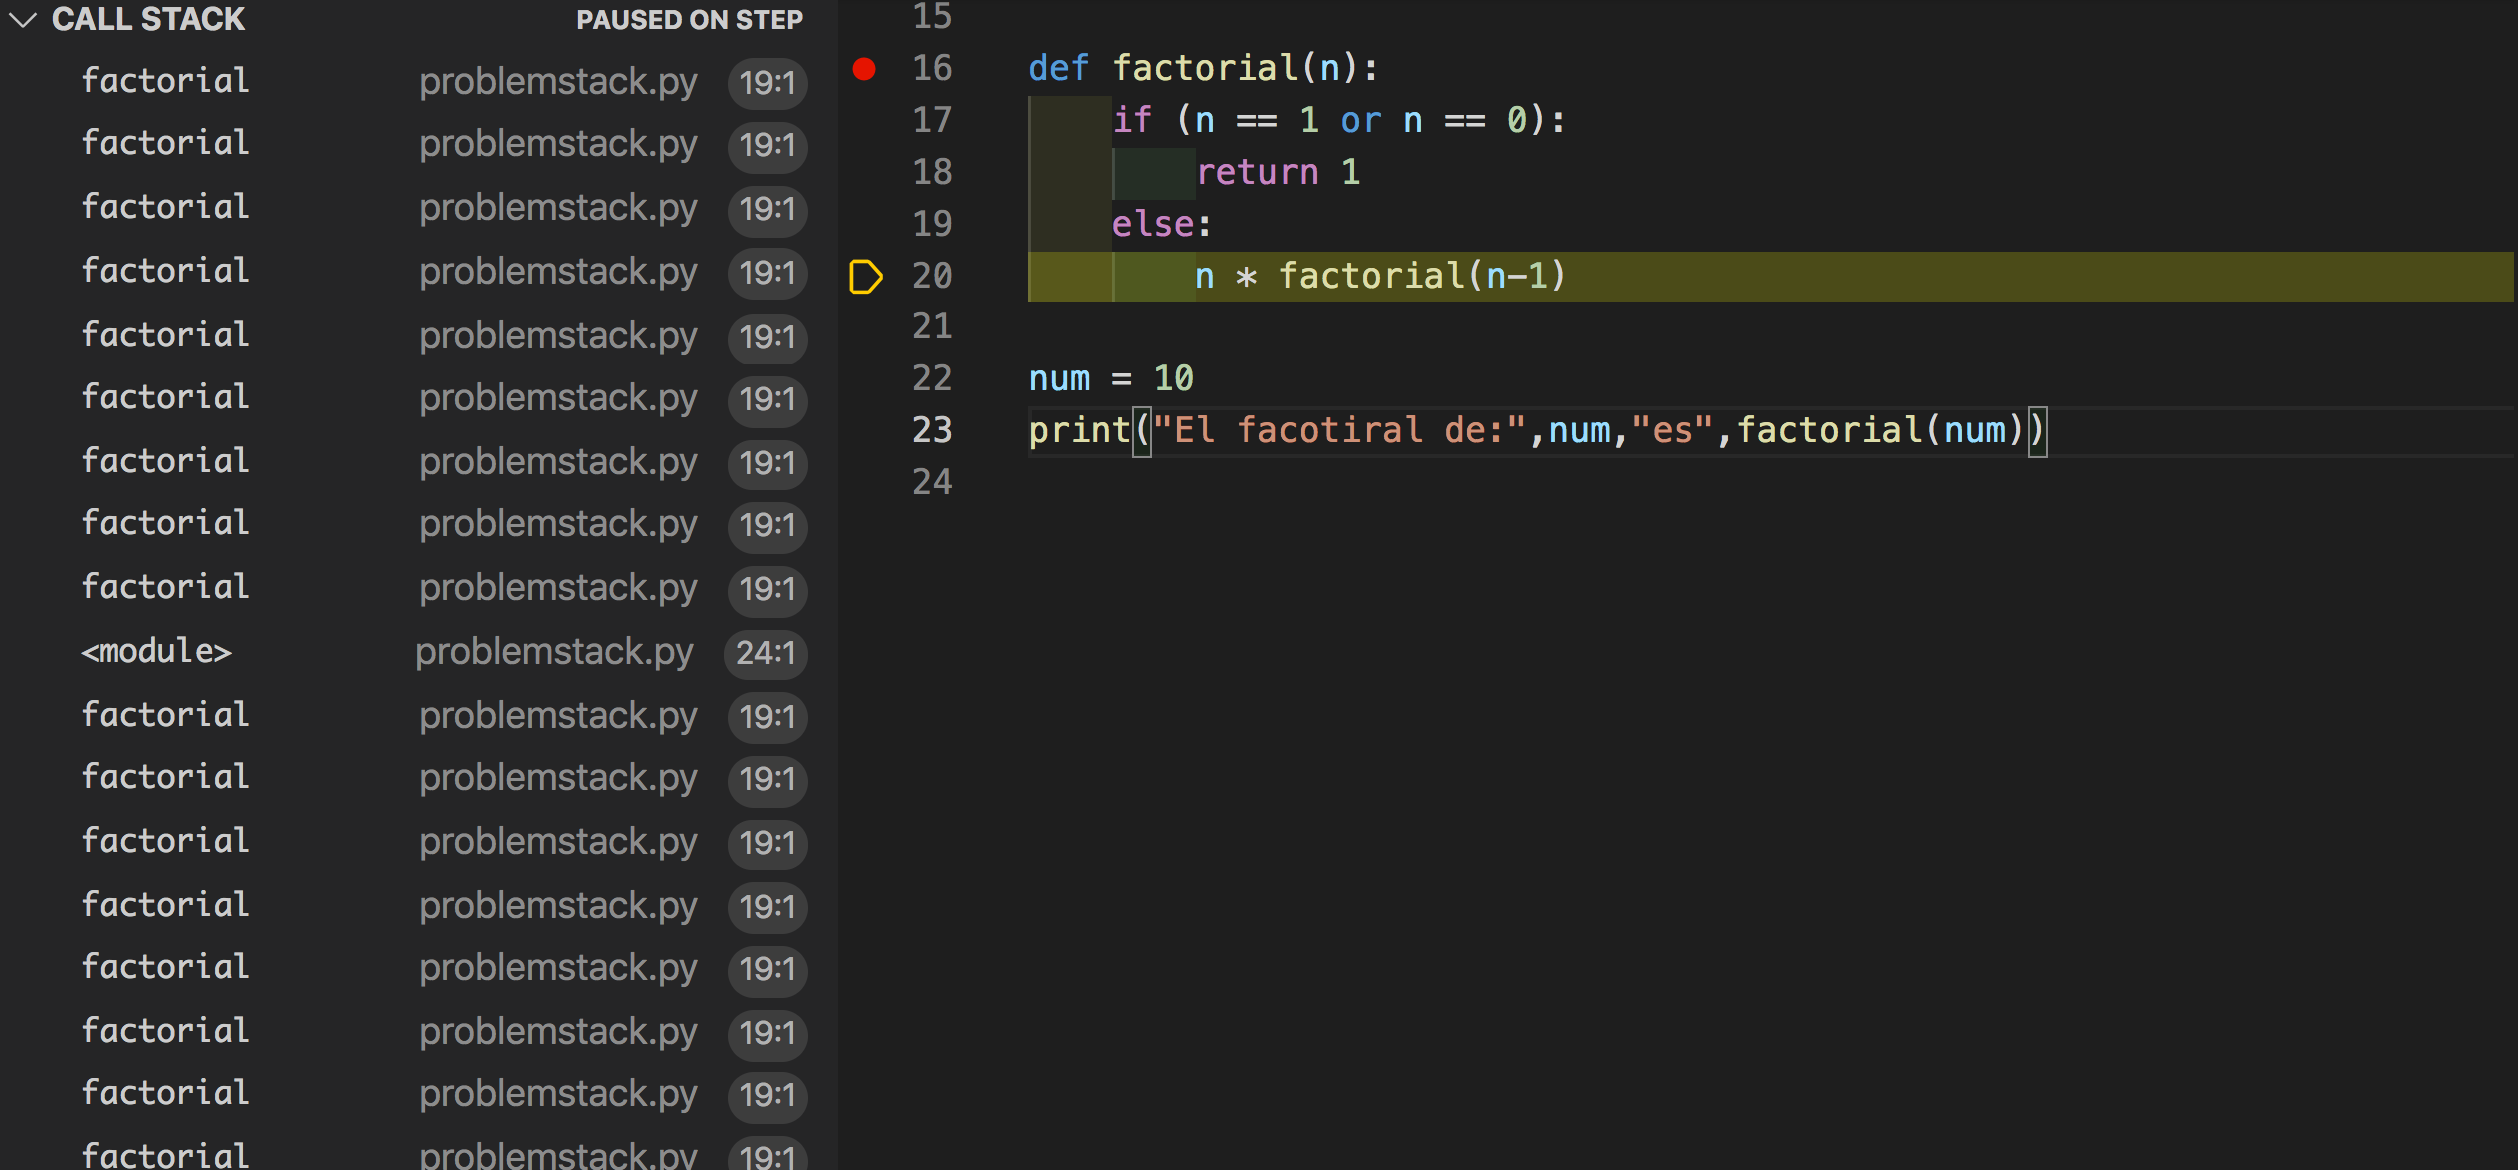 CALL STACK PAUSED ON STEP
factorial problemstack.py 19:1
factorial problemstack.py 19:1
factorial problemstack.py 19:1
factorial problemstack.py 19:1
factorial problemstack.py 19:1
factorial problemstack.py 19:1
factorial problemstack.py 19:1
factorial problemstack.py 19:1
factorial problemstack.py 19:1
<module> problemstack.py 24:1
factorial problemstack.py 19:1
factorial problemstack.py 19:1
factorial problemstack.py 19:1
factorial problemstack.py 19:1
factorial problemstack.py 19:1
factorial problemstack.py 19:1
factorial problemstack.py 19:1
factorial problemstack.py 19:1
15
16 def factorial(n):
17 if (n == 1 or n == 0):
18 return 1
19 else:
20 n * factorial(n-1)
21
22 num = 10
23 print("El facotiral de:",num,"es",factorial(num))
24